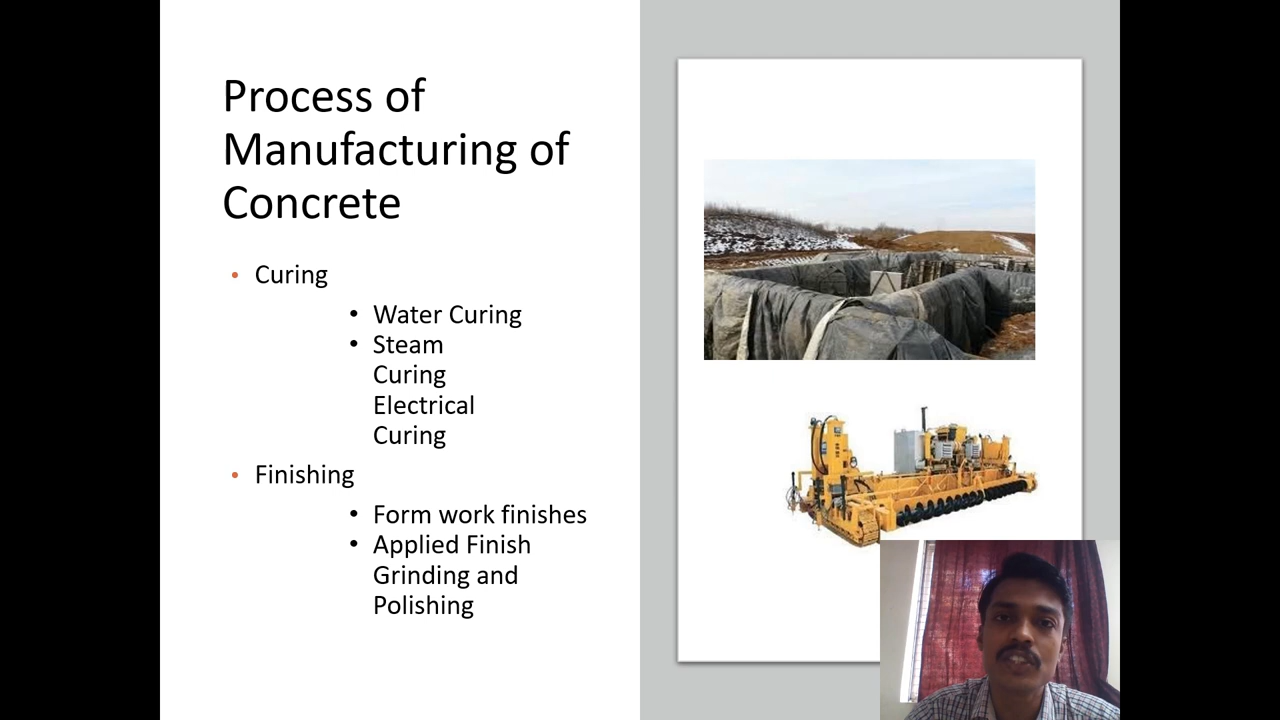 Process of
Manufacturing of
Concrete
• Curing
• Water Curing
• Steam
Curing
Electrical
Curing
• Finishing
• Form work finishes
• Applied Finish
Grinding and
Polishing